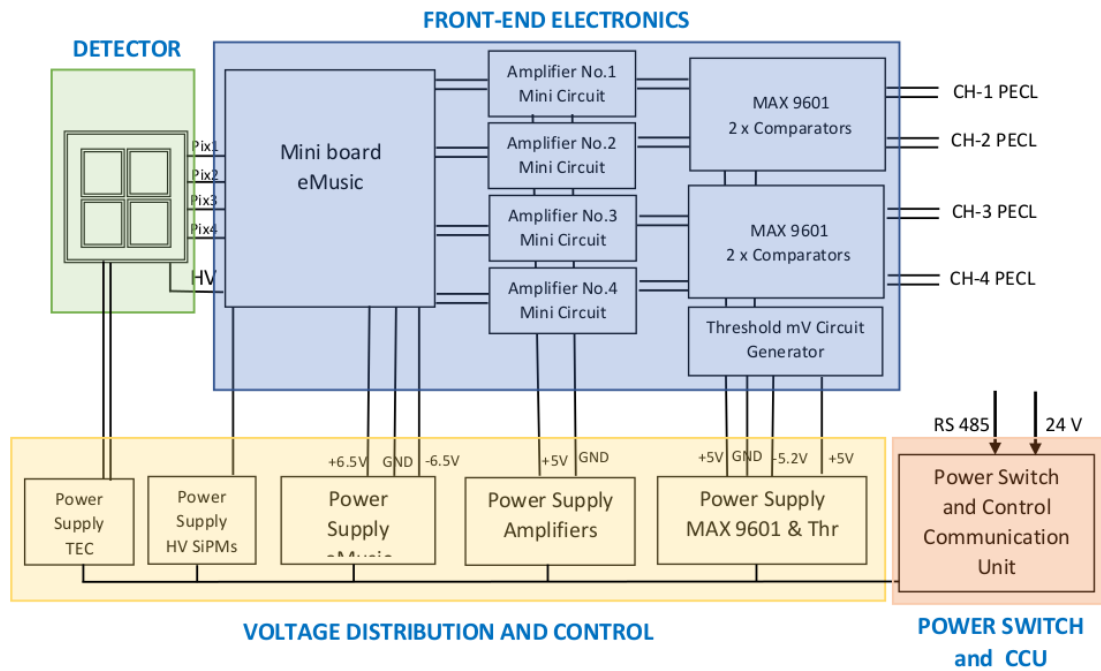 FRONT-END ELECTRONICS
DETECTOR
Pix1
Pix2
Pix3
Pix4
HV
Mini board
eMusic
Amplifier No.1
Mini Circuit
Amplifier No.2
Mini Circuit
Amplifier No.3
Mini Circuit
Amplifier No.4
Mini Circuit
MAX 9601
2 x Comparators
MAX 9601
2 x Comparators
Threshold mV Circuit
Generator
CH-1 PECL
CH-2 PECL
CH-3 PECL
CH-4 PECL
RS 485
24 V
+6.5V
GND
-6.5V
+5V
GND
+5V
GND
-5.2V
+5V
Power
Supply
TEC
Power
Supply
HV SiPMs
Power
Supply
eMusic
Power Supply
Amplifiers
Power Supply
MAX 9601 & Thr
Power Switch
and Control
Communication
Unit
VOLTAGE DISTRIBUTION AND CONTROL
POWER SWITCH
and CCU